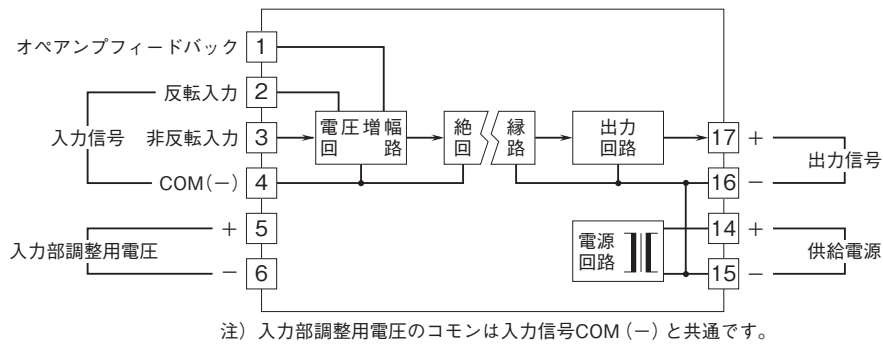 オペアンプフィードバック 1
反転入力 2
入力信号
非反転入力 3
COM(−) 4
電圧増幅
回路
絶縁
回路
出力
回路
17 +
16 −
出力信号
+ 5
入力部調整用電圧
− 6
電源
回路
14 +
15 −
供給電源
注）入力部調整用電圧のコモンは入力信号COM（−）と共通です。